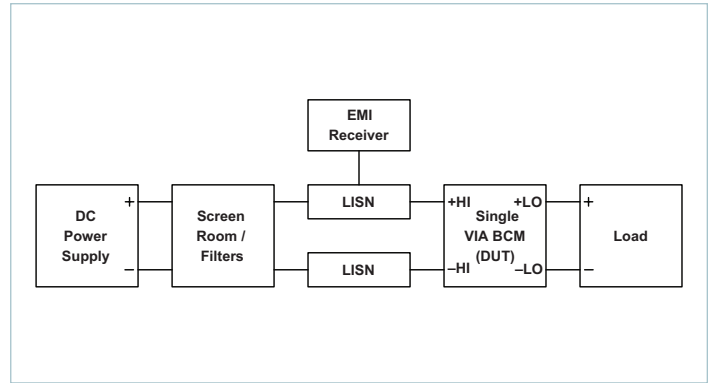 EMI
Receiver
DC
Power
Supply
+
–
Screen
Room /
Filters
LISN
LISN
+HI +LO
Single
VIA BCM
(DUT)
–HI –LO
+
–
Load